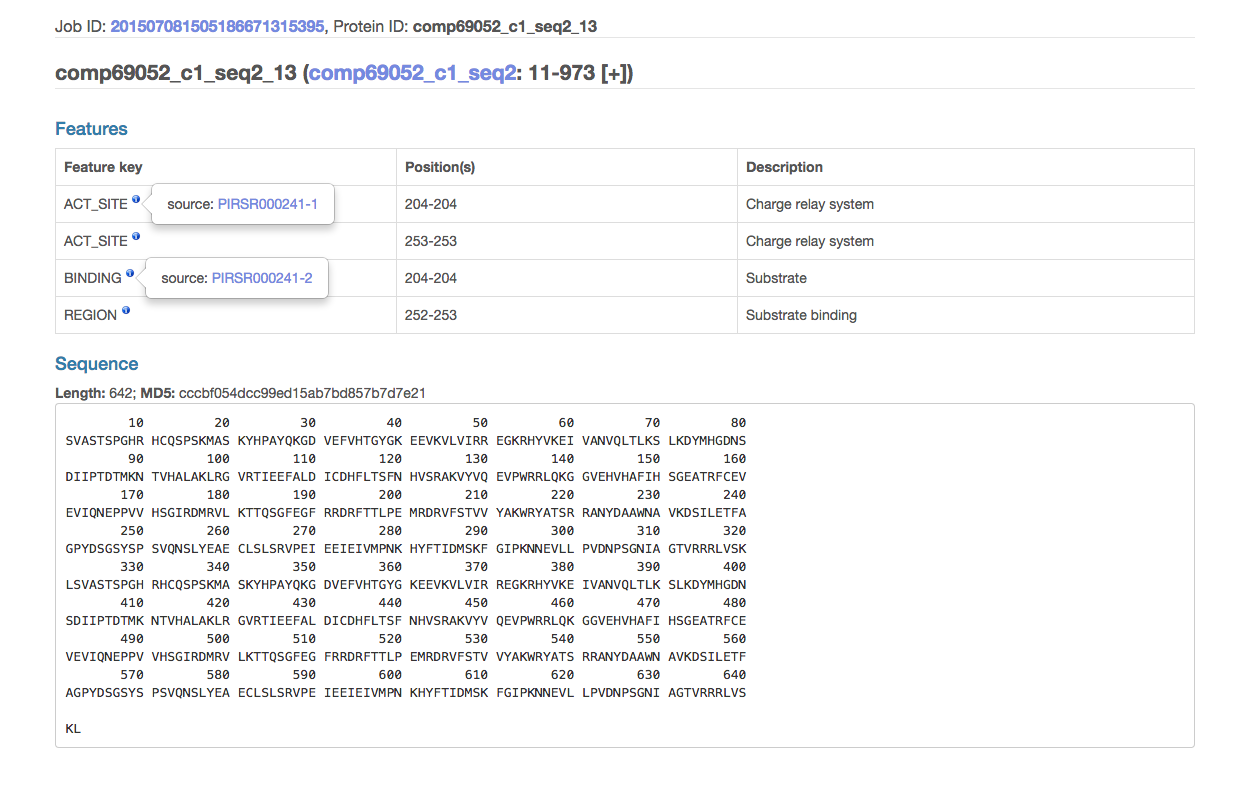 Job ID: 201507081505186671315395, Protein ID: comp69052_c1_seq2_13
comp69052_c1_seq2_13 (comp69052_c1_seq2: 11-973 [+])
Features
Feature key Position(s) Description
ACT_SITE source: PIRSR000241-1 204-204 Charge relay system
ACT_SITE 253-253 Charge relay system
BINDING source: PIRSR000241-2 204-204 Substrate
REGION 252-253 Substrate binding
Sequence
Length: 642; MD5: cccbf054dcc99ed15ab7bd857b7d7e21
10 20 30 40 50 60 70 80
SVASTSPGHR HCQSPSKMAS KYHPAYQKGD VEFVHTGYGK EEVKVLVIRR EGKRHYVKEI VANVQLTLKS LKDYMHGDNS
90 100 110 120 130 140 150 160
DIIPTDTMKN TVHALAKLRG VRTIEEFALD ICDHFLTSFN HVSRAKVYVQ EVPWRRLQKG GVEHVHAFIH SGEATRFCEV
170 180 190 200 210 220 230 240
EVIQNEPPVV HSGIRDMRVL KTTQSGFEGF RRDRFTTLPE MRDRVFSTVV YAKWRYATSR RANYDAAWNA VKDSILETFA
250 260 270 280 290 300 310 320
GPYDSGSYSP SVQNSLYEAE CLSLSRVPEI EEIEIVMPNK HYFTIDMSKF GIPKNNEVLL PVDNPSGNIA GTVRRRLVSK
330 340 350 360 370 380 390 400
LSVASTSPGH RHCQSPSKMA SKYHPAYQKG DVEFVHTGYG KEEVKVLVIR REGKRHYVKE IVANVQLTLK SLKDYMHGDN
410 420 430 440 450 460 470 480
SDIIPTDTMK NTVHALAKLR GVRTIEEFAL DICDHFLTSF NHVSRAKVYV QEVPWRRLQK GGVEHVHAFI HSGEATRFCE
490 500 510 520 530 540 550 560
VEVIQNEPPV VHSGIRDMRV LKTTQSGFEG FRRDRFTTLP EMRDRVFSTV VYAKWRYATS RRANYDAAWN AVKDSILETF
570 580 590 600 610 620 630 640
AGPYDSGSYS PSVQNSLYEA ECLSLSRVPE IEEIEIVMPN KHYFTIDMSK FGIPKNNEVL LPVDNPSGNI AGTVRRRLVS
KL